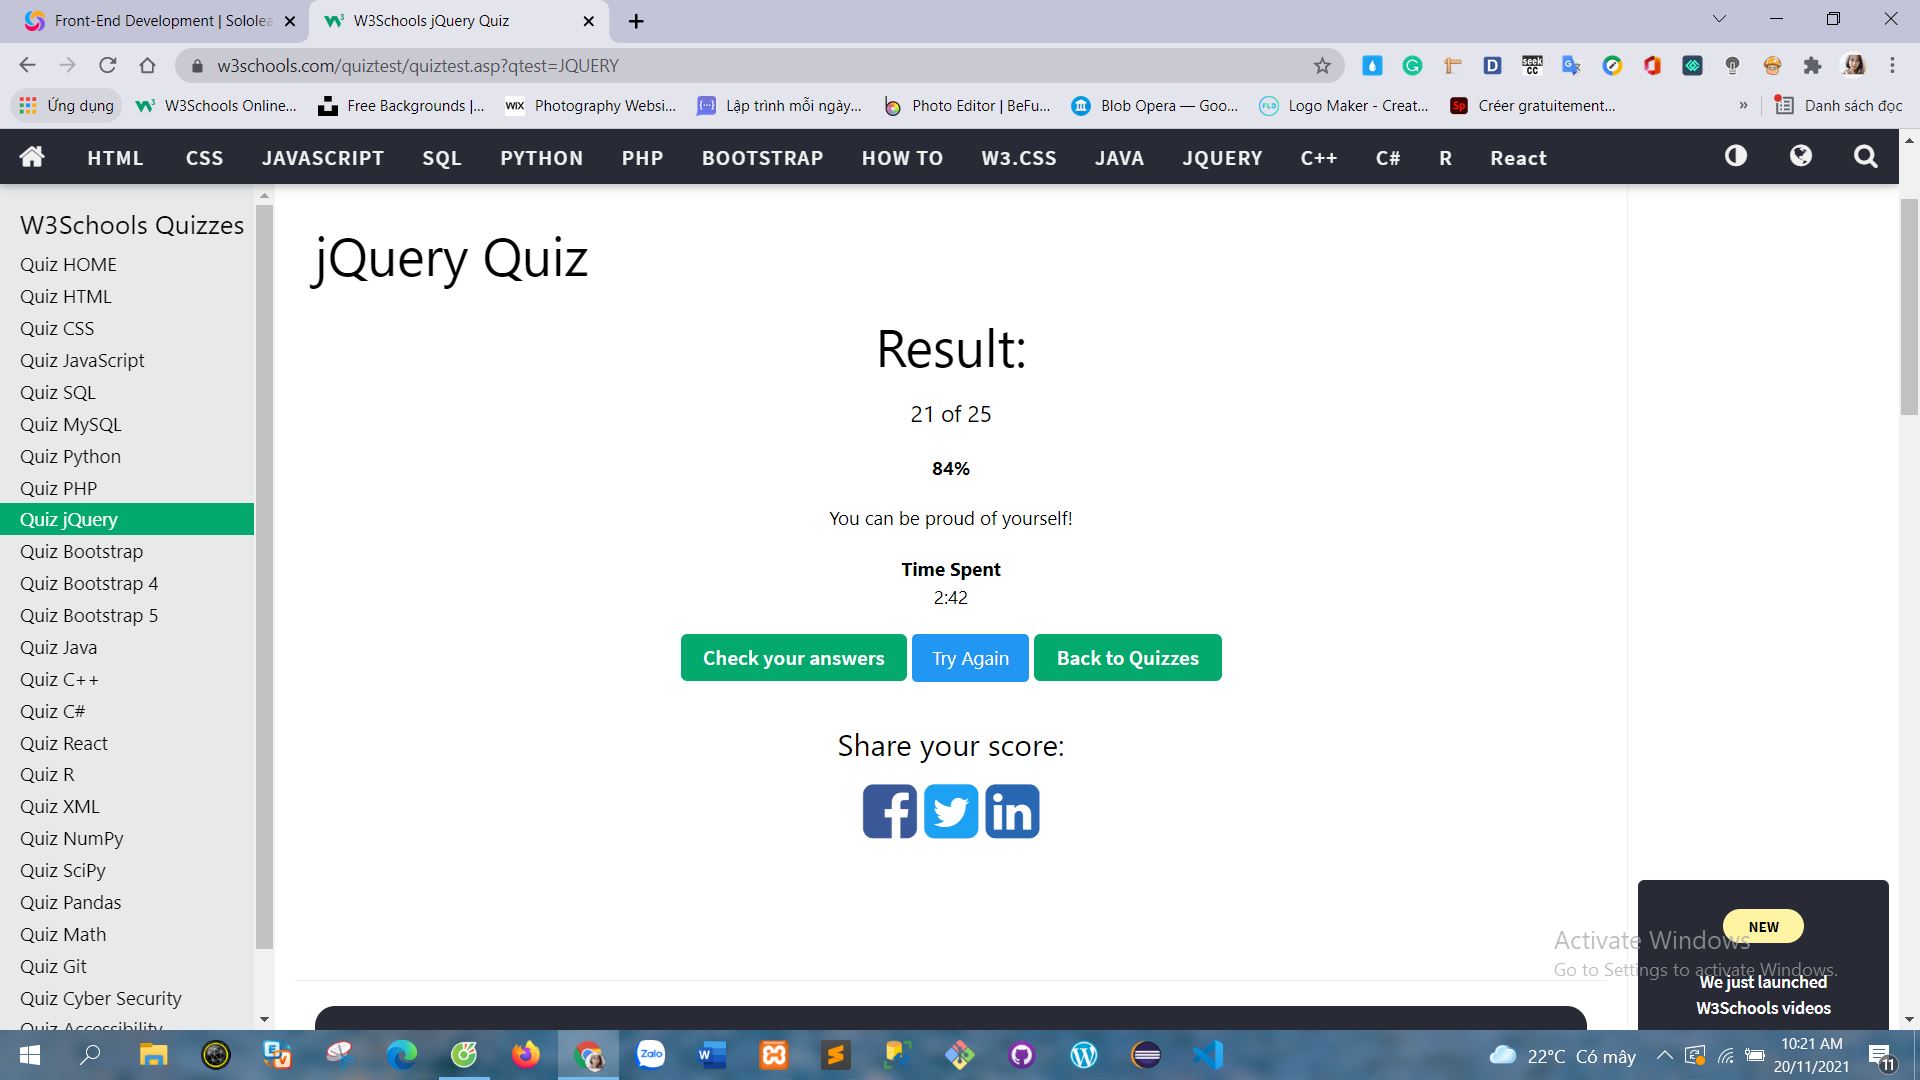 Front-End Development | Sololea
W3Schools jQuery Quiz
w3schools.com/quiztest/quiztest.asp?qtest=JQUERY
Ứng dụng
W3Schools Online...
Free Backgrounds |...
WIX
Photography Websi...
Lập trình mỗi ngày...
Photo Editor | BeFu...
Blob Opera — Goo...
FLD
Logo Maker - Creat...
Sp
Créer gratuitement...
»
Danh sách đọc
HTML
CSS
JAVASCRIPT
SQL
PYTHON
PHP
BOOTSTRAP
HOW TO
W3.CSS
JAVA
JQUERY
C++
C#
R
React
W3Schools Quizzes
Quiz HOME
Quiz HTML
Quiz CSS
Quiz JavaScript
Quiz SQL
Quiz MySQL
Quiz Python
Quiz PHP
Quiz jQuery
Quiz Bootstrap
Quiz Bootstrap 4
Quiz Bootstrap 5
Quiz Java
Quiz C++
Quiz C#
Quiz React
Quiz R
Quiz XML
Quiz NumPy
Quiz SciPy
Quiz Pandas
Quiz Math
Quiz Git
Quiz Cyber Security
Quiz Accessibility
jQuery Quiz
Result:
21 of 25
84%
You can be proud of yourself!
Time Spent
2:42
Check your answers
Try Again
Back to Quizzes
Share your score:
NEW
We just launched
W3Schools videos
Activate Windows
Go to Settings to activate Windows.
Zalo
22°C Có mây
10:21 AM
20/11/2021
11